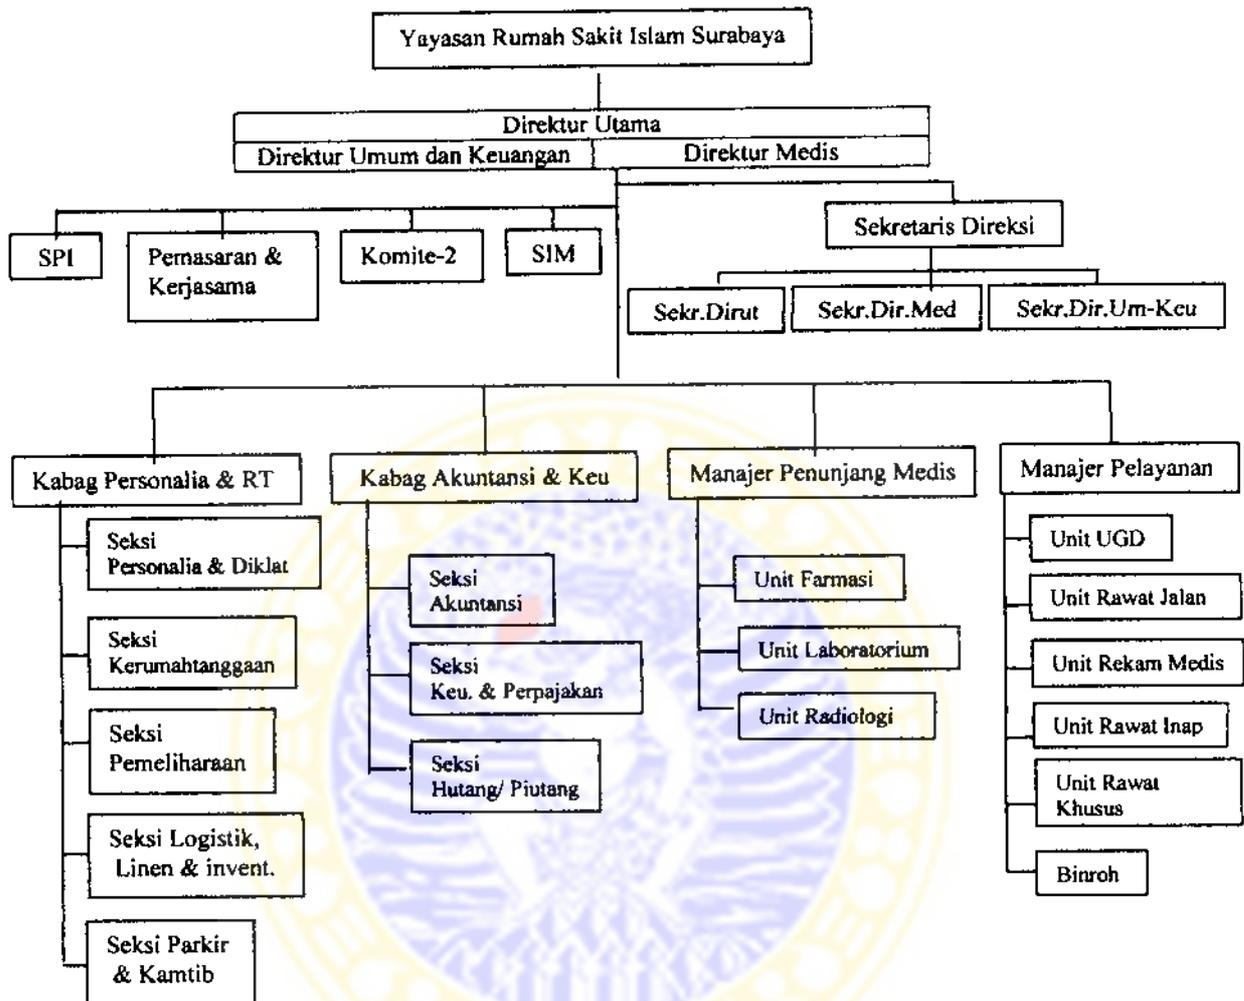 Yayasan Rumah Sakit Islam Surabaya
Direktur Utama
Direktur Umum dan Keuangan
Direktur Medis
SPI
Pemasaran &
Kerjasama
Komite-2
SIM
Sekretaris Direksi
Sekr.Dirut
Sekr.Dir.Med
Sekr.Dir.Um-Keu
Kabag Personalia & RT
Seksi
Personalia & Diklat
Seksi
Kerumahtanggaan
Seksi
Pemeliharaan
Seksi Logistik,
Linen & invent.
Seksi Parkir
& Kamtib
Kabag Akuntansi & Keu
Seksi
Akuntansi
Seksi
Keu. & Perpajakan
Seksi
Hutang/ Piutang
Manajer Penunjang Medis
Unit Farmasi
Unit Laboratorium
Unit Radiologi
Manajer Pelayanan
Unit UGD
Unit Rawat Jalan
Unit Rekam Medis
Unit Rawat Inap
Unit Rawat
Khusus
Binroh